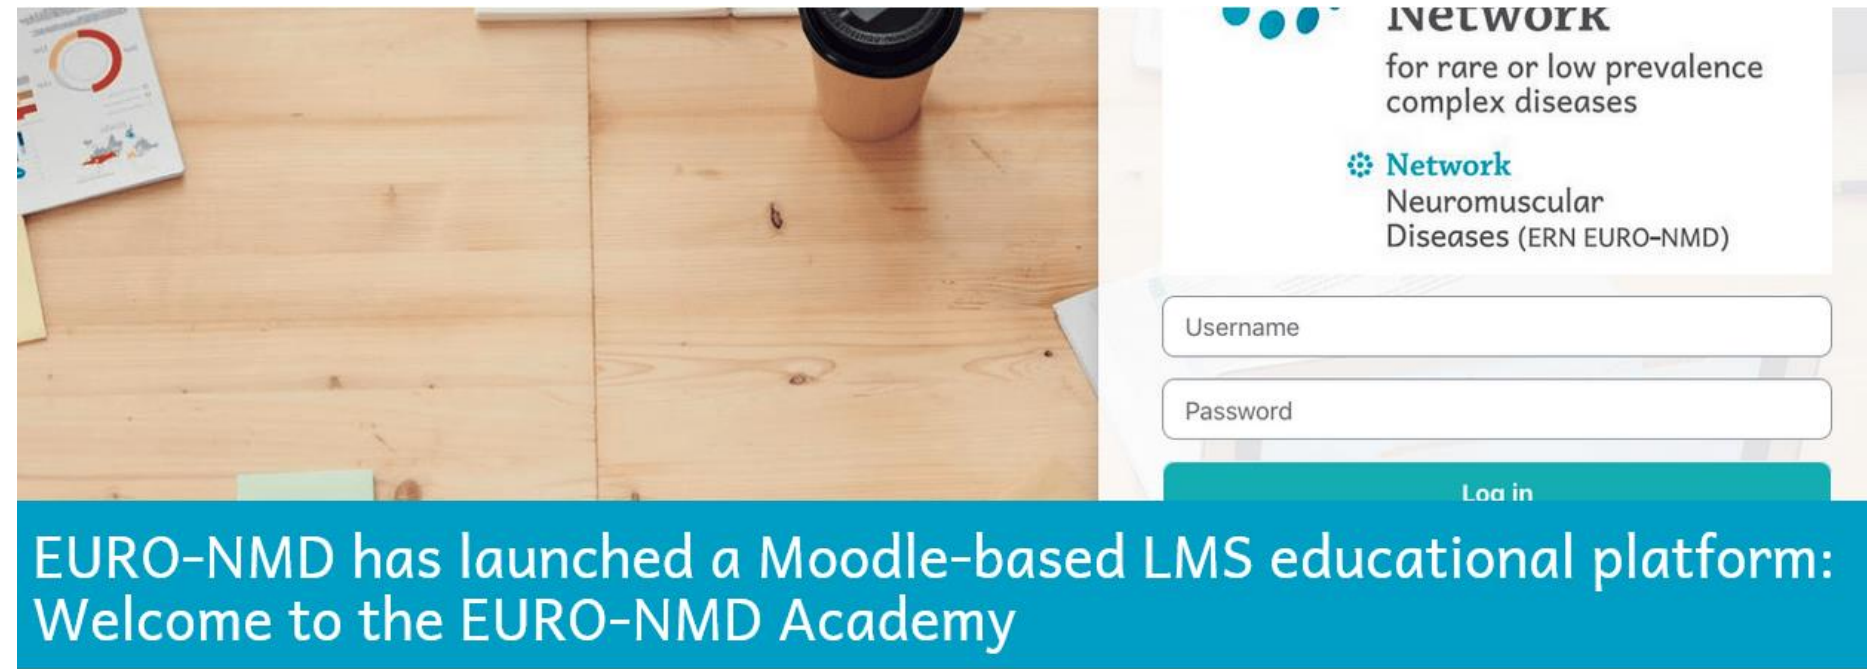 Network
for rare or low prevalence
complex diseases
Network
Neuromuscular
Diseases (ERN EURO-NMD)
Username
Password
Log in
EURO-NMD has launched a Moodle-based LMS educational platform:
Welcome to the EURO-NMD Academy